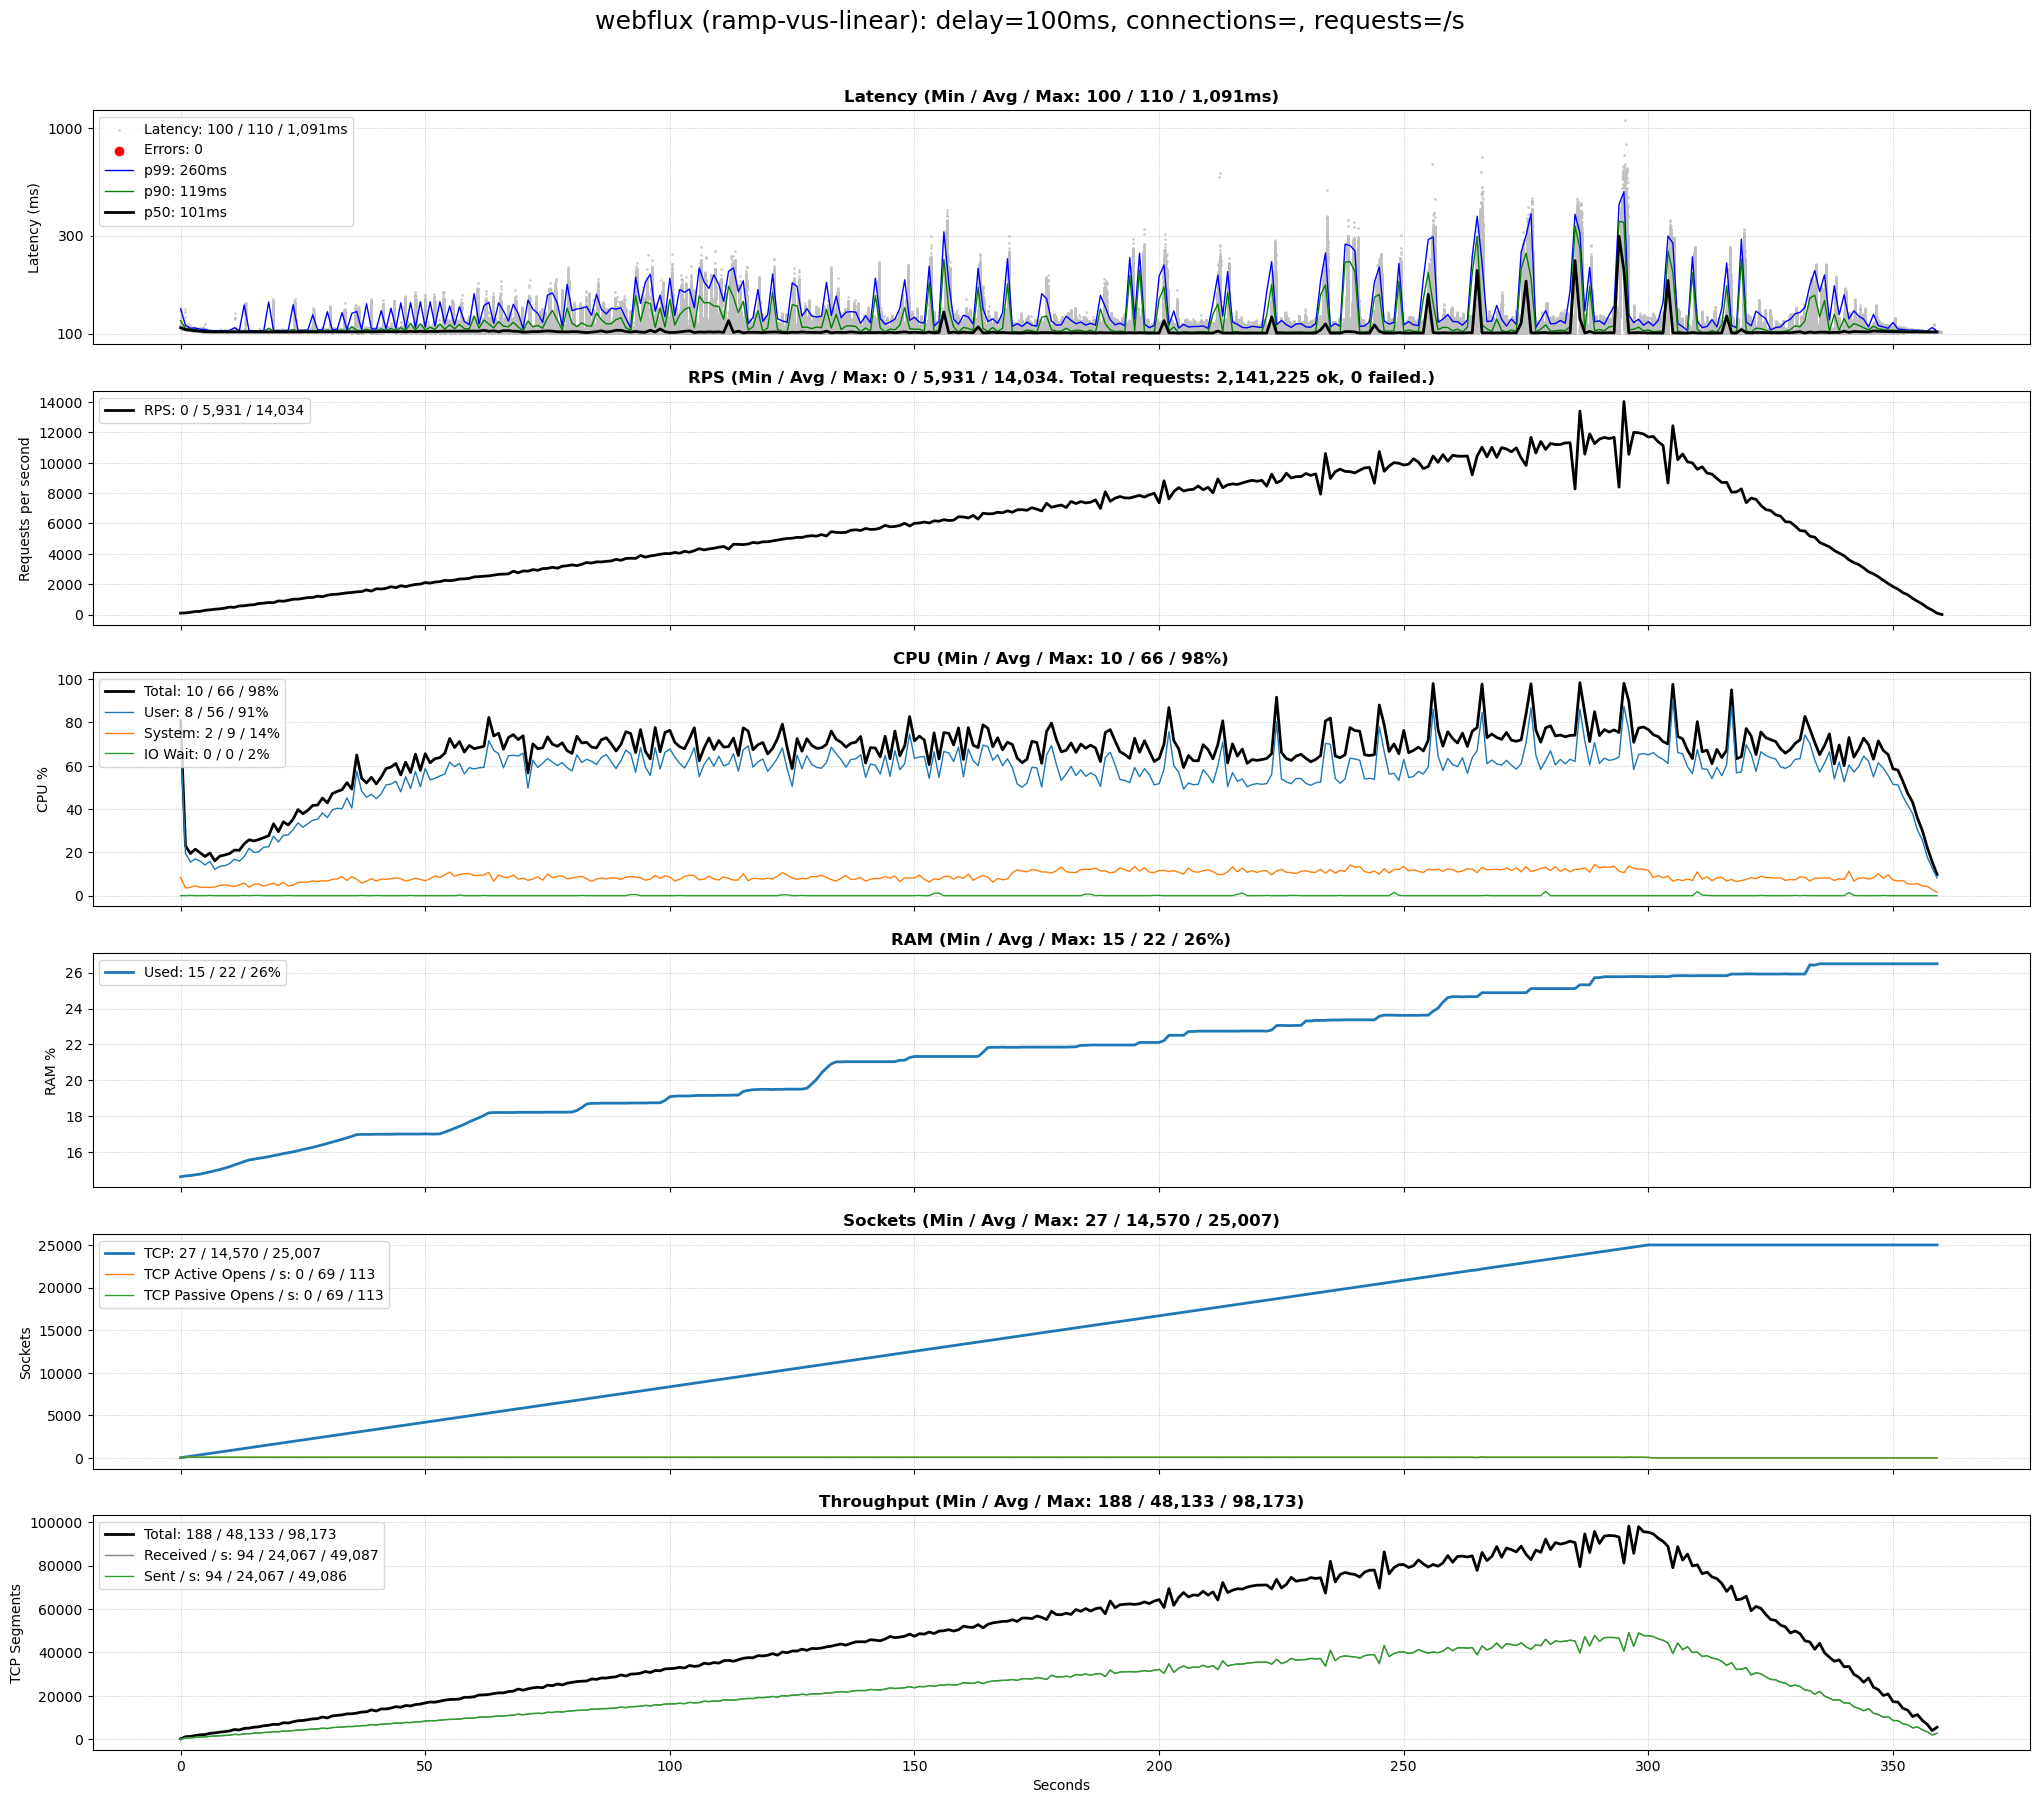 webflux (ramp-vus-linear): delay=100ms, connections=, requests=/s
Latency (Min / Avg / Max: 100 / 110 / 1,091ms)
Latency (ms)
1000
300
100
Latency: 100 / 110 / 1,091ms
Errors: 0
p99: 260ms
p90: 119ms
p50: 101ms
RPS (Min / Avg / Max: 0 / 5,931 / 14,034. Total requests: 2,141,225 ok, 0 failed.)
Requests per second
14000
12000
10000
8000
6000
4000
2000
0
RPS: 0 / 5,931 / 14,034
CPU (Min / Avg / Max: 10 / 66 / 98%)
CPU %
100
80
60
40
20
0
Total: 10 / 66 / 98%
User: 8 / 56 / 91%
System: 2 / 9 / 14%
IO Wait: 0 / 0 / 2%
RAM (Min / Avg / Max: 15 / 22 / 26%)
RAM %
26
24
22
20
18
16
Used: 15 / 22 / 26%
Sockets (Min / Avg / Max: 27 / 14,570 / 25,007)
Sockets
25000
20000
15000
10000
5000
0
TCP: 27 / 14,570 / 25,007
TCP Active Opens / s: 0 / 69 / 113
TCP Passive Opens / s: 0 / 69 / 113
Throughput (Min / Avg / Max: 188 / 48,133 / 98,173)
TCP Segments
100000
80000
60000
40000
20000
0
Total: 188 / 48,133 / 98,173
Received / s: 94 / 24,067 / 49,087
Sent / s: 94 / 24,067 / 49,086
0 50 100 150 200 250 300 350
Seconds